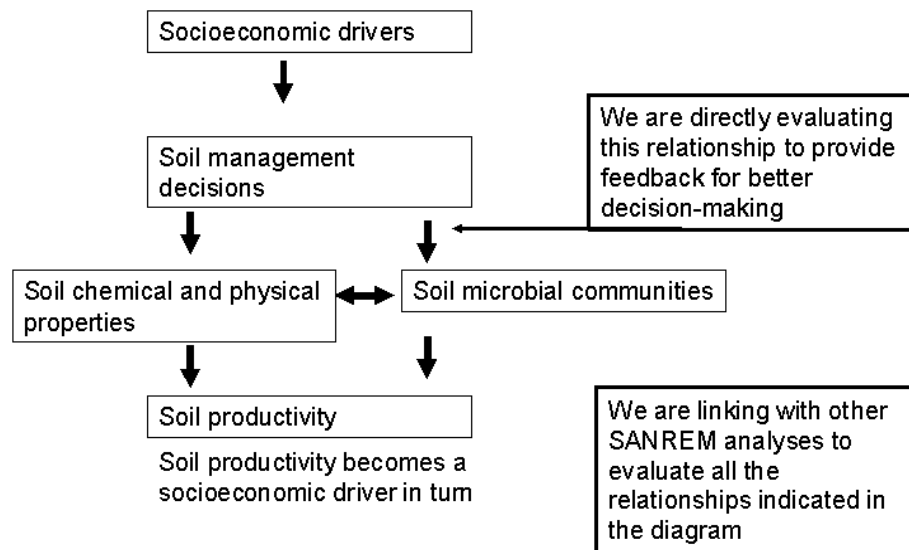 Socioeconomic drivers
We are directly evaluating
this relationship to provide
feedback for better
decision-making
Soil management
decisions
Soil chemical and physical
properties
Soil microbial communities
Soil productivity
Soil productivity becomes a
socioeconomic driver in turn
We are linking with other
SANREM analyses to
evaluate all the
relationships indicated in
the diagram